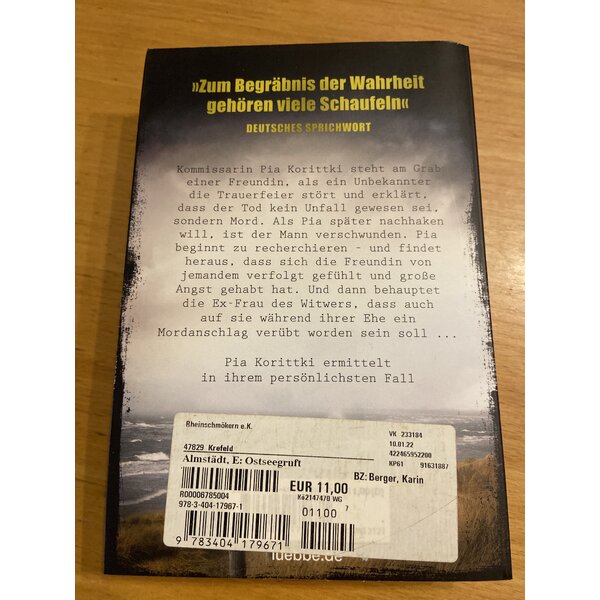 »Zum Begräbnis der Wahrheit
gehören viele Schaufeln«
DEUTSCHES SPRICHWORT
Kommissarin Pia Korittki steht am Grab
einer Freundin, als ein Unbekannter
die Trauerfeier stört und erklärt,
dass der Tod kein Unfall gewesen sei,
sondern Mord. Als Pia später nachhaken
will, ist der Mann verschwunden. Pia
beginnt zu recherchieren - und findet
heraus, dass sich die Freundin von
jemandem verfolgt gefühlt und große
Angst gehabt hat. Und dann behauptet
die Ex-Frau des Witwers, dass auch
auf sie während ihrer Ehe ein
Mordanschlag verübt worden sein soll ...
Pia Korittki ermittelt
in ihrem persönlichsten Fall
Rheinschmökern e.K.
VK 233184
10.01.22
47829 Krefeld
422465952200
Almstädt, E: Ostseegruft
KP61 91631887
BZ: Berger, Karin
EUR 11,00
R00006785004
K62147470 WG
978-3-404-17967-1
01100 7
9 783404 179671
luebbe.de